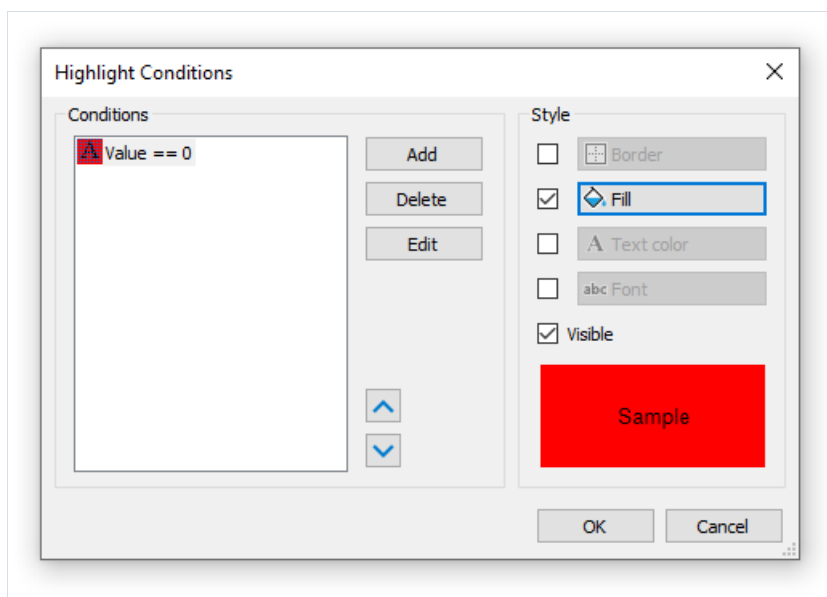 Highlight Conditions
Conditions
A Value == 0
Add
Delete
Edit
Style
Border
Fill
A Text color
abc Font
Visible
Sample
OK
Cancel